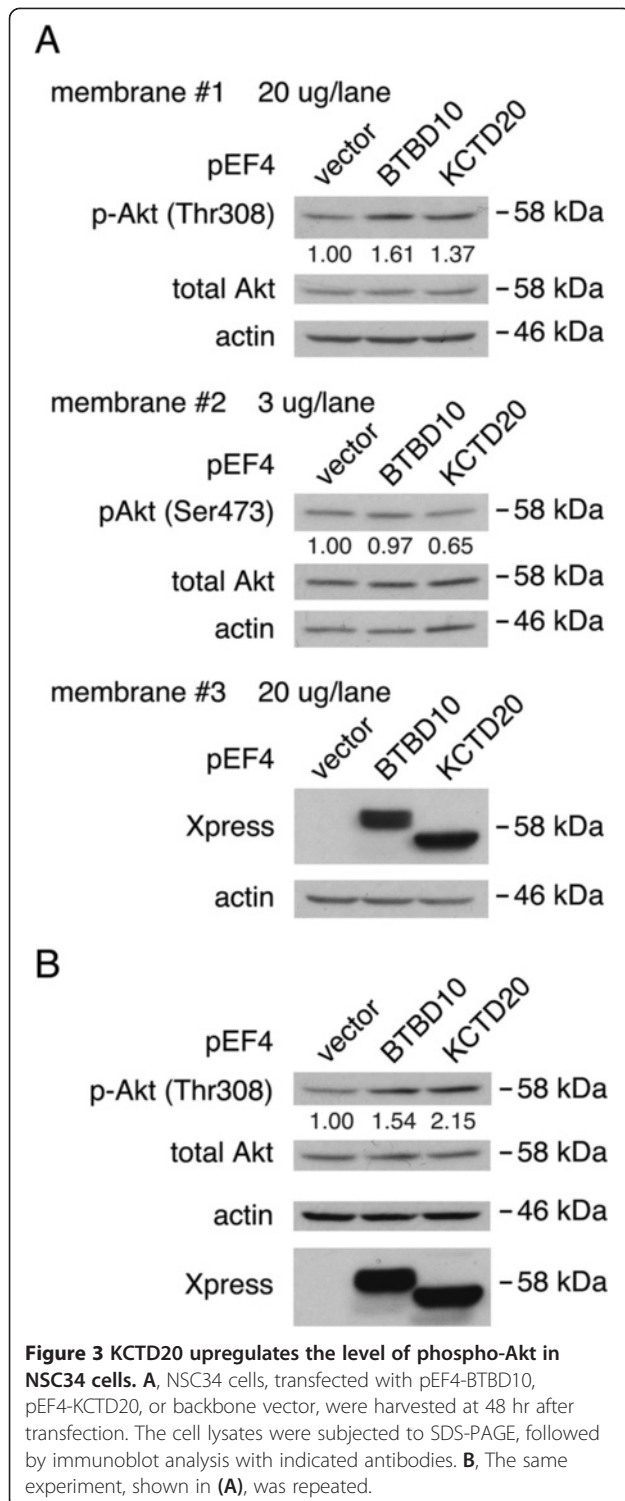 A
membrane #1 20 ug/lane
pEF4 vector BTBD10 KCTD20
p-Akt (Thr308) -58 kDa
1.00 1.61 1.37
total Akt -58 kDa
actin -46 kDa
membrane #2 3 ug/lane
pEF4 vector BTBD10 KCTD20
pAkt (Ser473) -58 kDa
1.00 0.97 0.65
total Akt -58 kDa
actin -46 kDa
membrane #3 20 ug/lane
pEF4 vector BTBD10 KCTD20
Xpress -58 kDa
actin -46 kDa
B
pEF4 vector BTBD10 KCTD20
p-Akt (Thr308) -58 kDa
1.00 1.54 2.15
total Akt -58 kDa
actin -46 kDa
Xpress -58 kDa
Figure 3 KCTD20 upregulates the level of phospho-Akt in
NSC34 cells. A, NSC34 cells, transfected with pEF4-BTBD10,
pEF4-KCTD20, or backbone vector, were harvested at 48 hr after
transfection. The cell lysates were subjected to SDS-PAGE, followed
by immunoblot analysis with indicated antibodies. B, The same
experiment, shown in (A), was repeated.